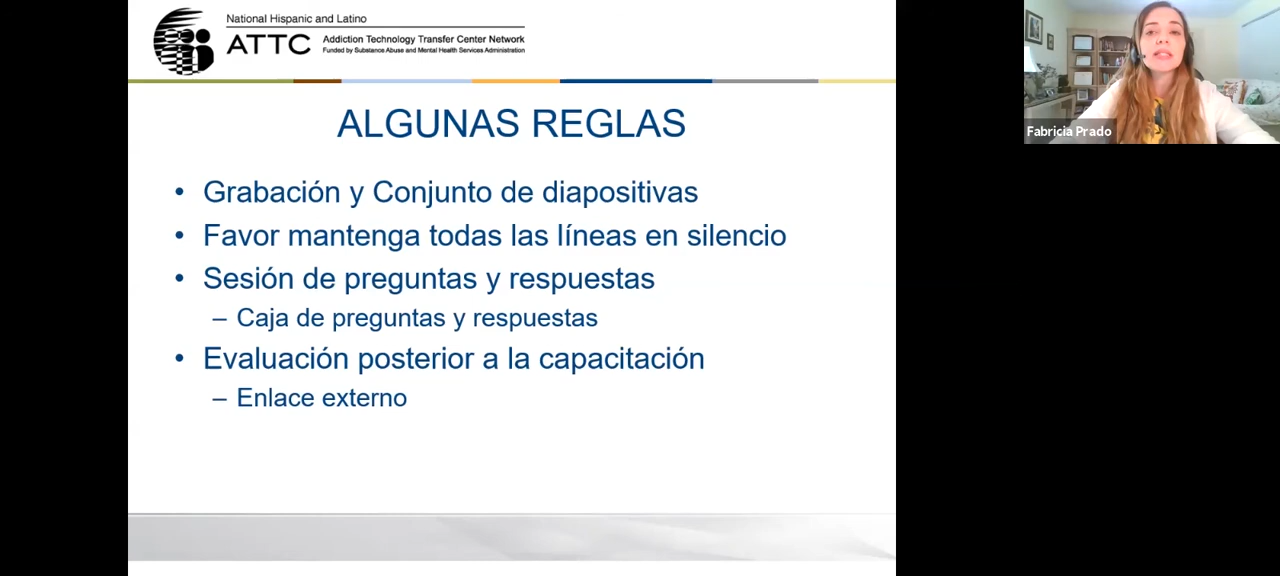 National Hispanic and Latino
ATTC
Addiction Technology Transfer Center Network
Funded by Substance Abuse and Mental Health Services Administration
ALGUNAS REGLAS
• Grabación y Conjunto de diapositivas
• Favor mantenga todas las líneas en silencio
• Sesión de preguntas y respuestas
– Caja de preguntas y respuestas
• Evaluación posterior a la capacitación
– Enlace externo
Fabricia Prado